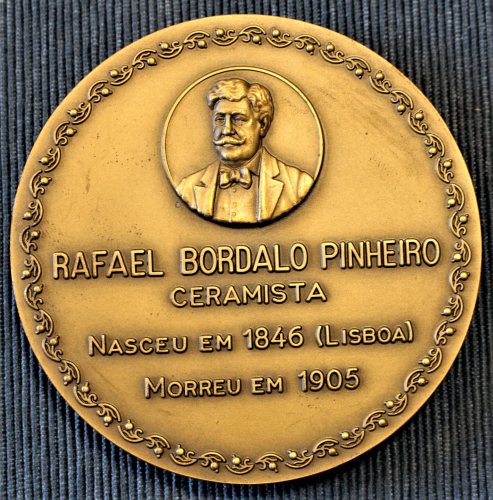 RAFAEL BORDALO PINHEIRO
CERAMISTA
NASCEU EM 1846 (LISBOA)
MORREU EM 1905